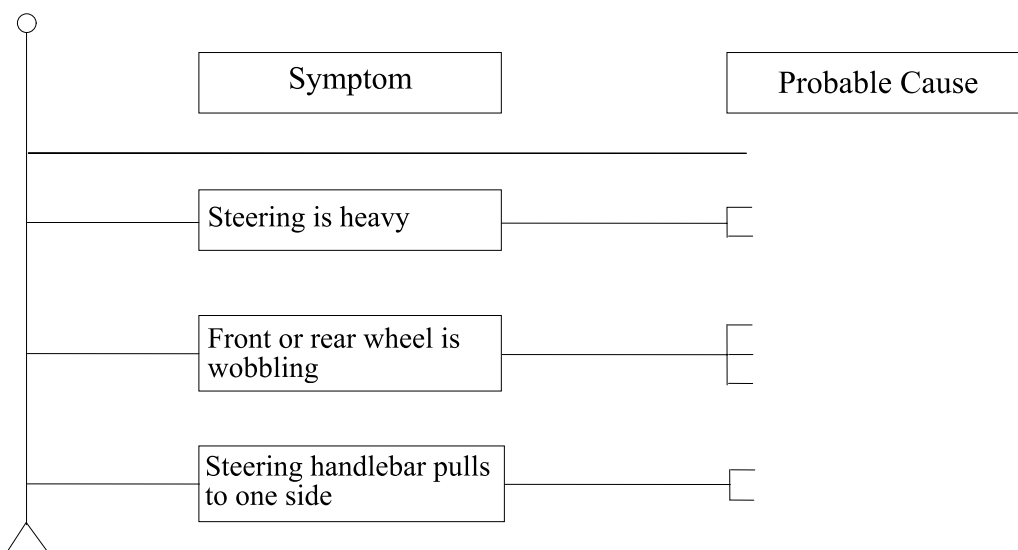 Symptom
Probable Cause
Steering is heavy
Front or rear wheel is
wobbling
Steering handlebar pulls
to one side